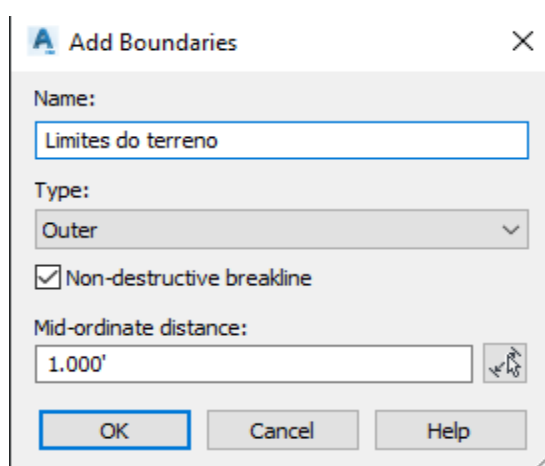 Add Boundaries
Name:
Limites do terreno
Type:
Outer
Non-destructive breakline
Mid-ordinate distance:
1.000'
OK Cancel Help